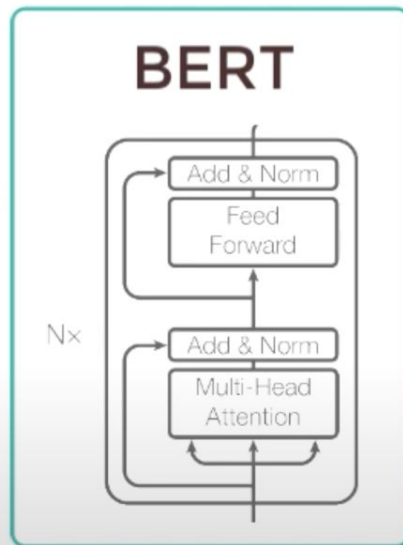 BERT
Add & Norm
Feed
Forward
Nx
Add & Norm
Multi-Head
Attention